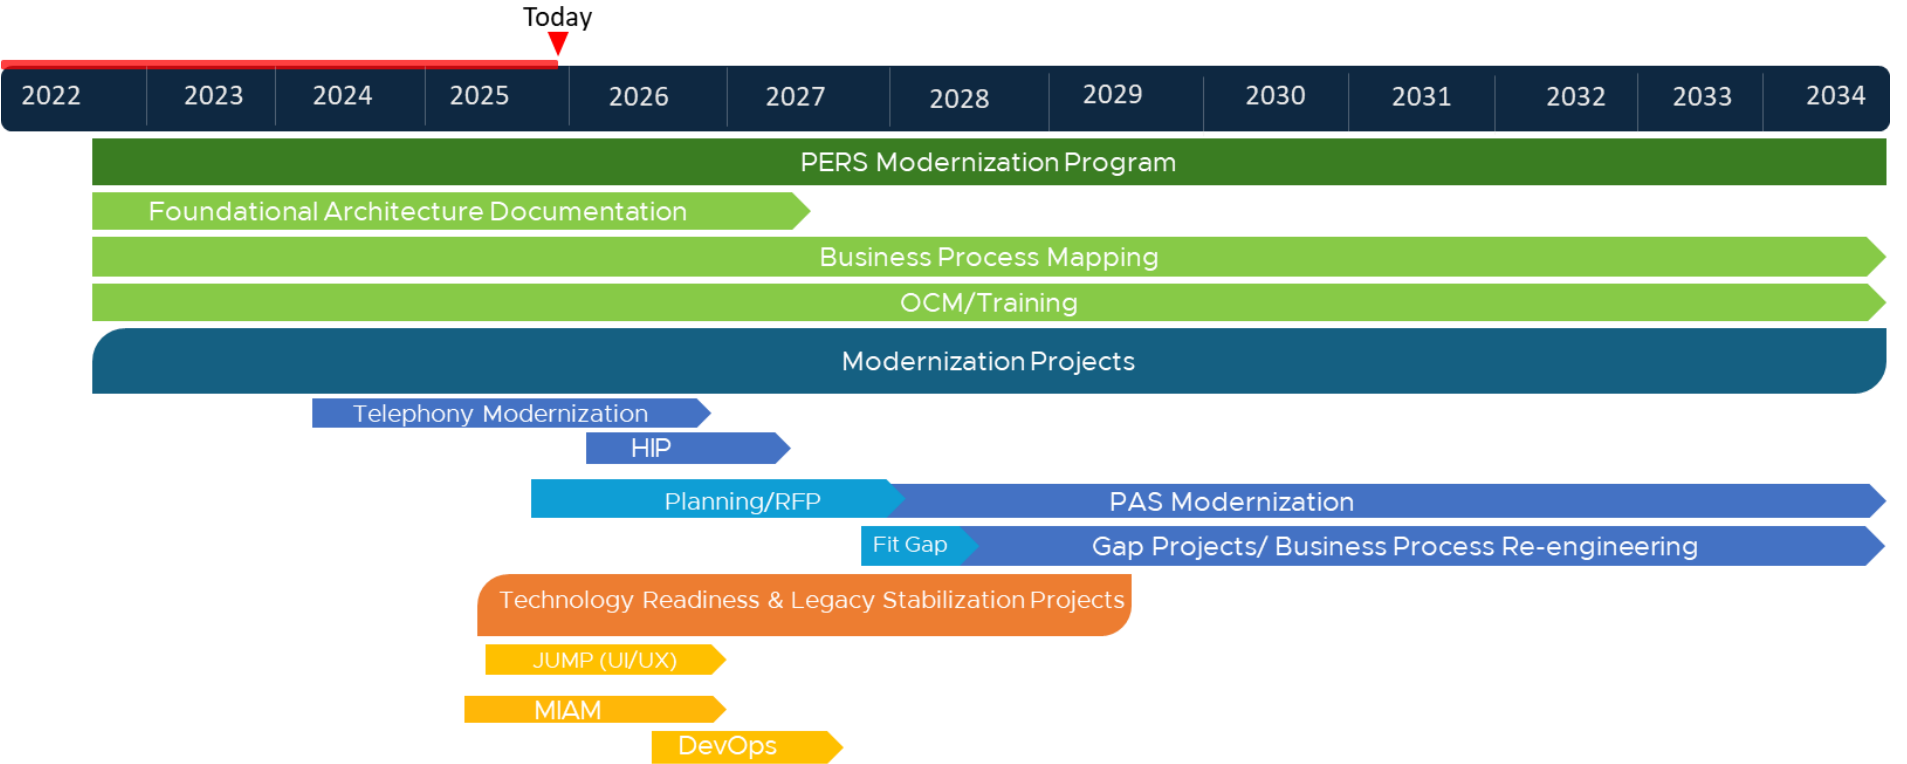 Today
2022 2023 2024 2025 2026 2027 2028 2029 2030 2031 2032 2033 2034
PERS Modernization Program
Foundational Architecture Documentation
Business Process Mapping
OCM/Training
Modernization Projects
Telephony Modernization
HIP
Planning/RFP PAS Modernization
Fit Gap Gap Projects/ Business Process Re-engineering
Technology Readiness & Legacy Stabilization Projects
JUMP (UI/UX)
MIAM
DevOps